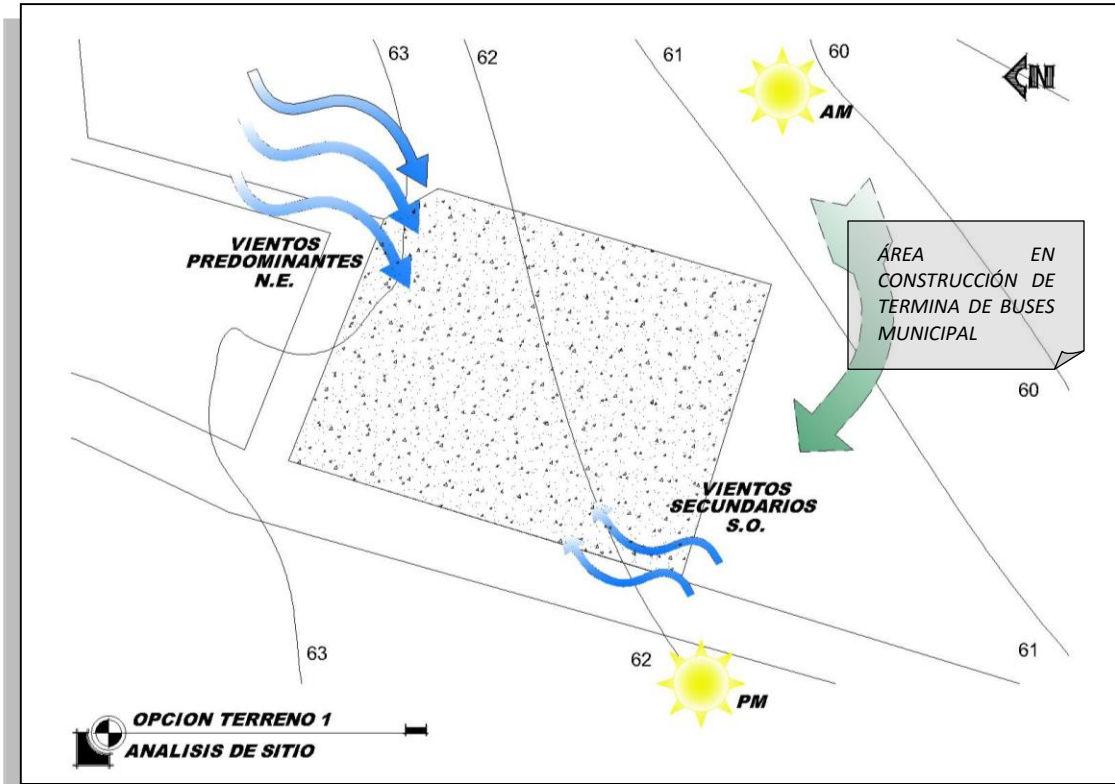 63
62
61
60
N
AM
VIENTOS
PREDOMINANTES
N.E.
ÁREA EN
CONSTRUCCIÓN DE
TERMINA DE BUSES
MUNICIPAL
60
VIENTOS
SECUNDARIOS
S.O.
63
62
61
PM
OPCION TERRENO 1
ANALISIS DE SITIO